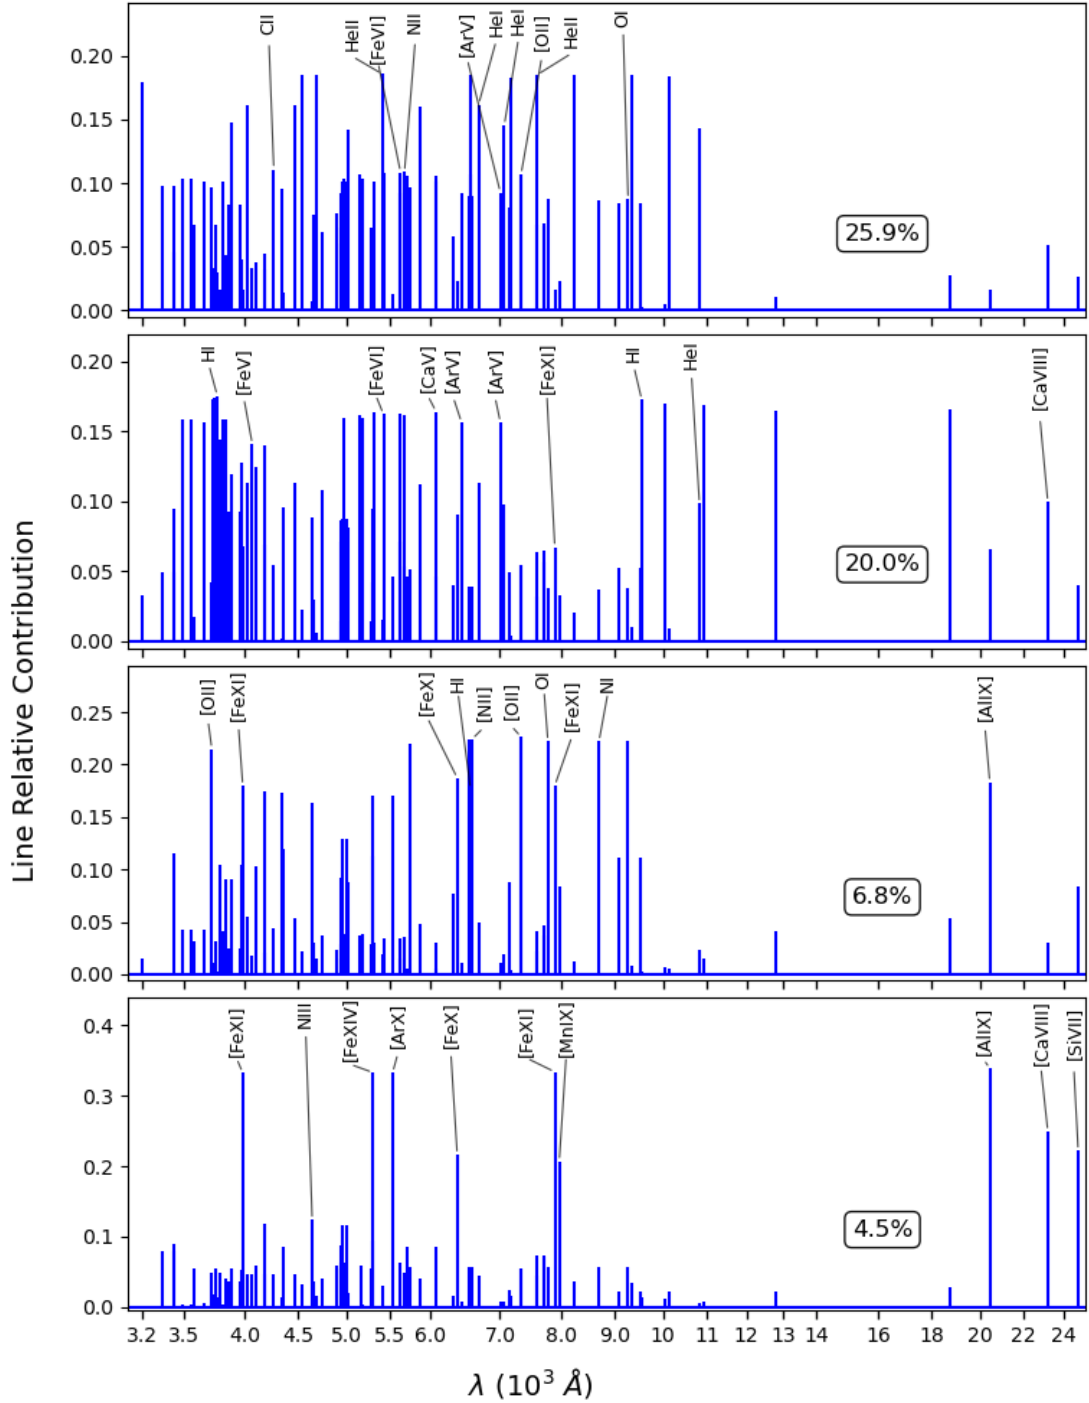 CII
HeII
[FeVI]
NII
[ArV]
HeI
HeI
[OII]
HeII
OI
0.20
0.15
0.10
0.05
0.00
25.9%
HI
[FeV]
[FeVI]
[CaV]
[ArV]
[ArV]
[FeXI]
HI
HeI
[CaVIII]
0.20
0.15
0.10
0.05
0.00
20.0%
Line Relative Contribution
[OII]
[FeXI]
[FeX]
HI
[NII]
[OII]
OI
[FeXI]
NI
[AlIX]
0.25
0.20
0.15
0.10
0.05
0.00
6.8%
[FeXI]
NIII
[FeXIV]
[ArX]
[FeX]
[FeXI]
[MnIX]
[AlIX]
[CaVIII]
[SiVII]
0.4
0.3
0.2
0.1
0.0
4.5%
3.2 3.5 4.0 4.5 5.0 5.5 6.0 7.0 8.0 9.0 10 11 12 13 14 16 18 20 22 24
λ (10³ Å)